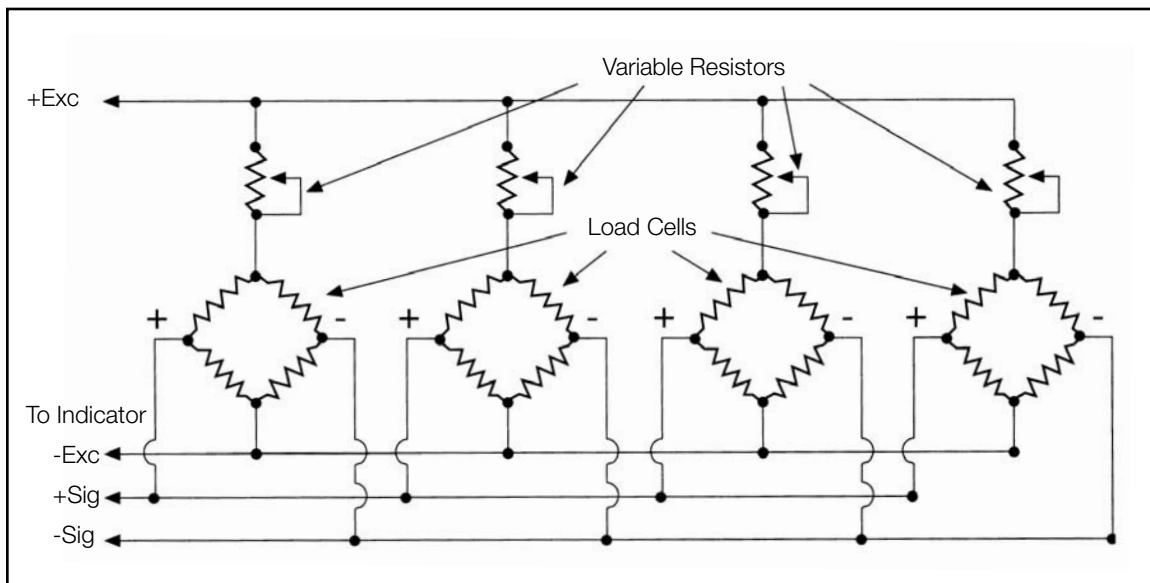 Variable Resistors
+Exc
Load Cells
+ - + - + - + -
To Indicator
-Exc
+Sig
-Sig